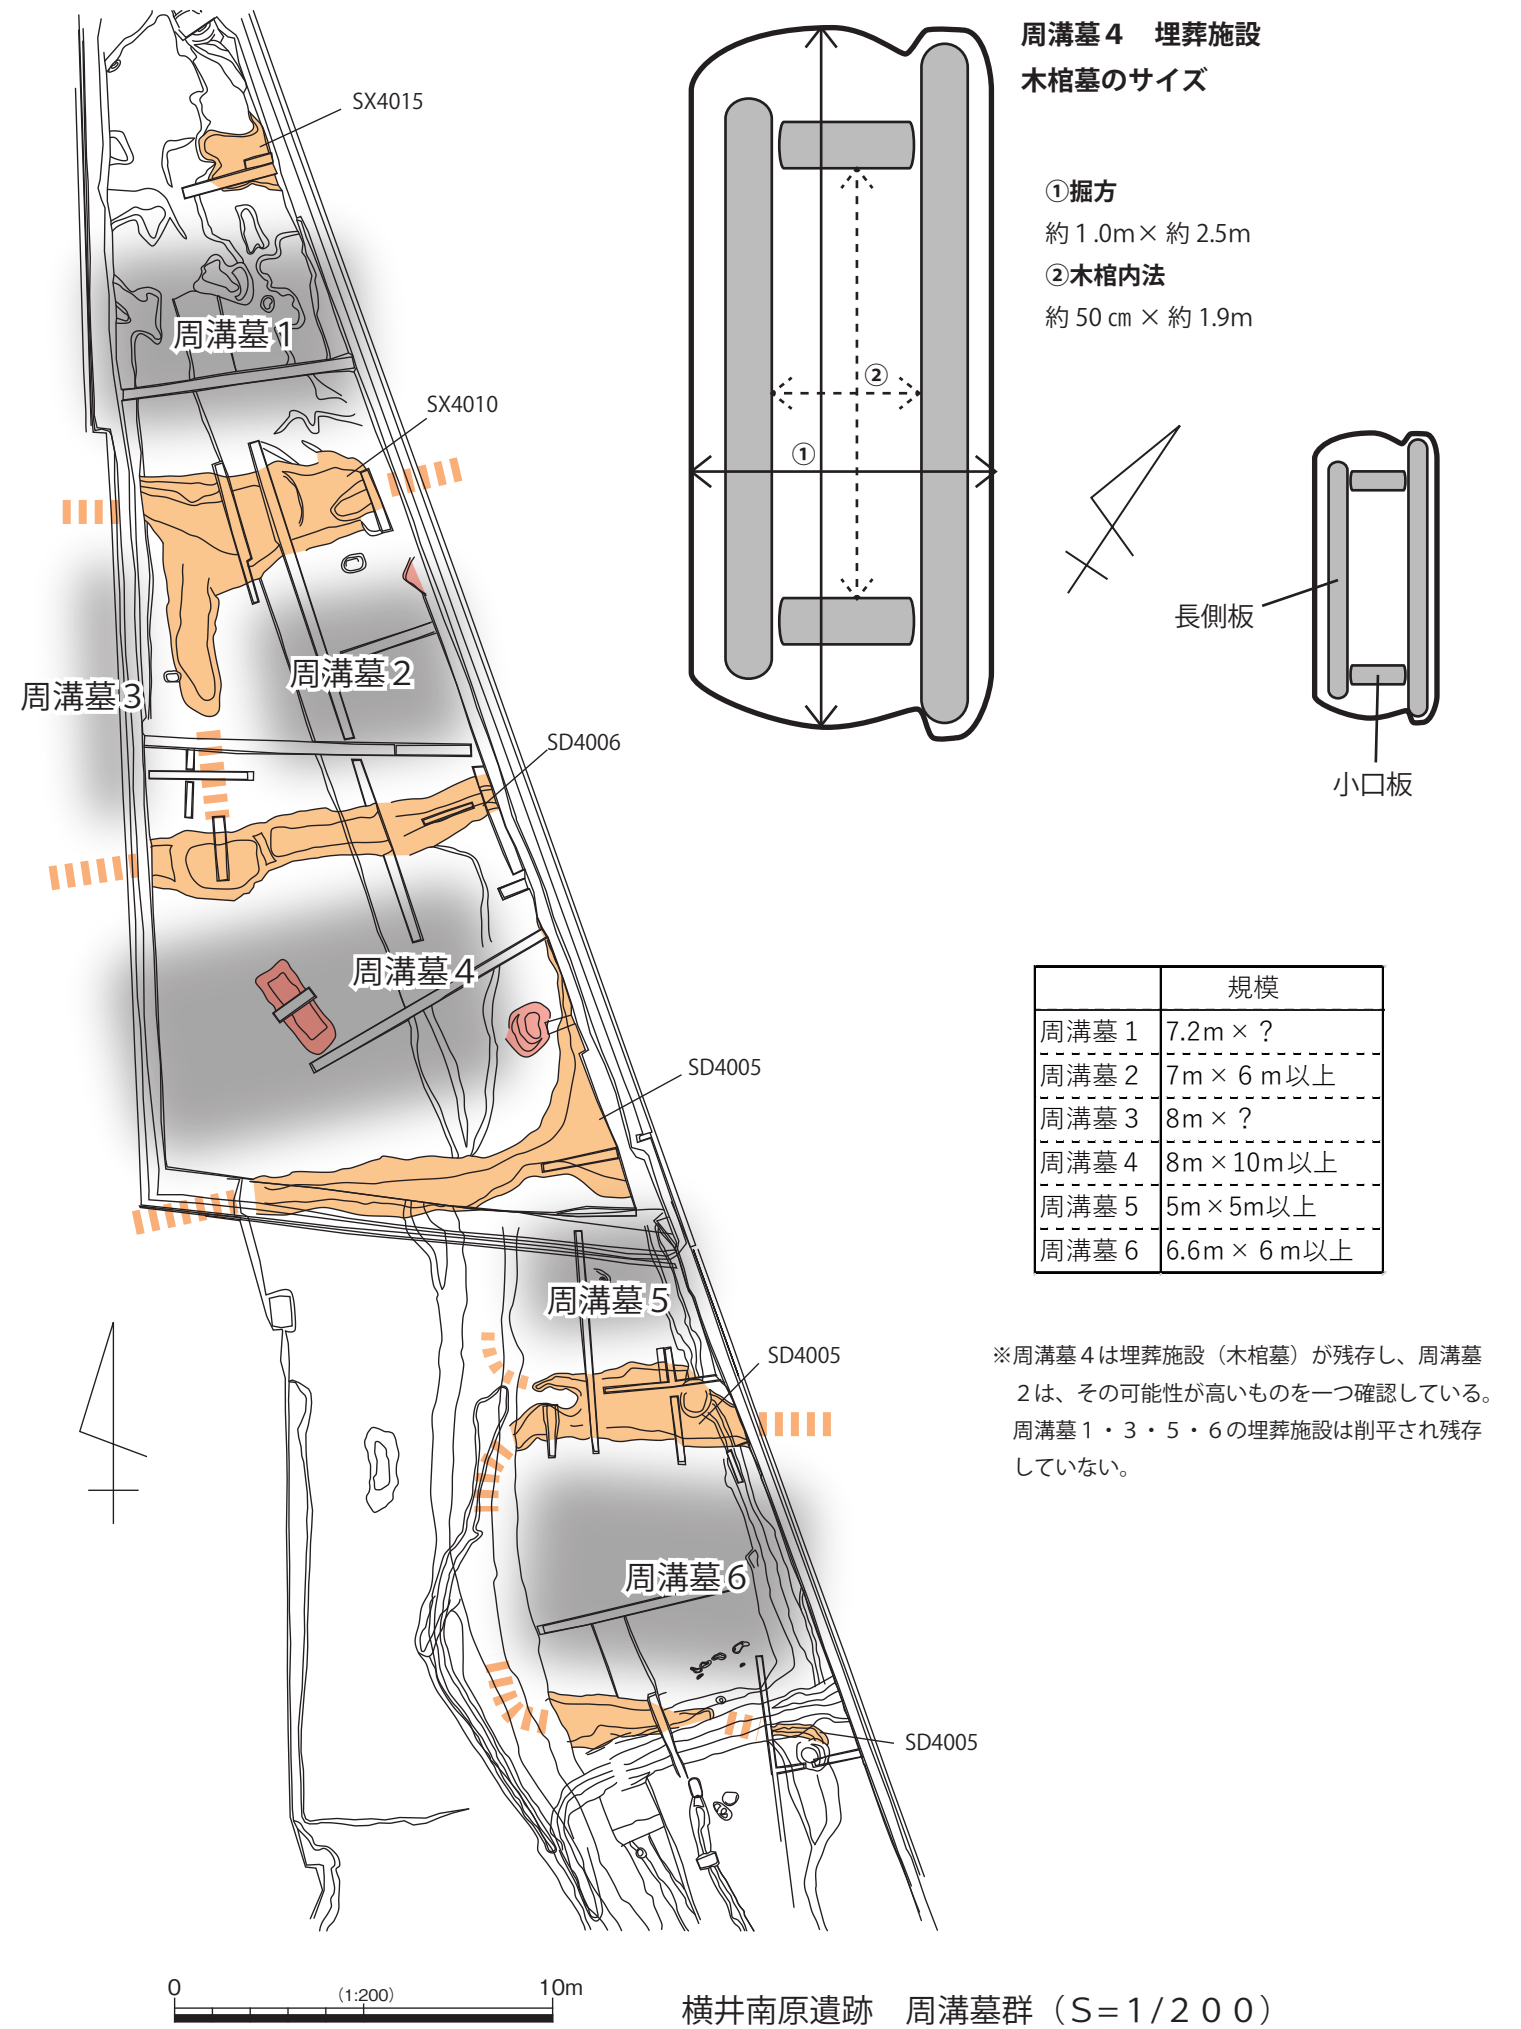 周溝墓４　埋葬施設
木棺墓のサイズ
①掘方
約 1 .0m× 約 2.5m
②木棺内法
約 50 ㎝ × 約 1.9m
①
②
長側板
小口板
SX4015
周溝墓１
SX4010
周溝墓２
周溝墓３
SD4006
周溝墓４
SD4005
周溝墓５
SD4005
周溝墓６
SD4005
規模
周溝墓１ 7.2m × ？
周溝墓２ 7m × ６ｍ以上
周溝墓３ 8m × ？
周溝墓４ 8m ×10m以上
周溝墓５ 5m ×5m以上
周溝墓６ 6.6m × ６ｍ以上
※周溝墓４は埋葬施設（木棺墓）が残存し、周溝墓
２は、その可能性が高いものを一つ確認している。
周溝墓１・３・５・６の埋葬施設は削平され残存
していない。
0 (1:200) 10m
横井南原遺跡　周溝墓群（Ｓ=１/２００）